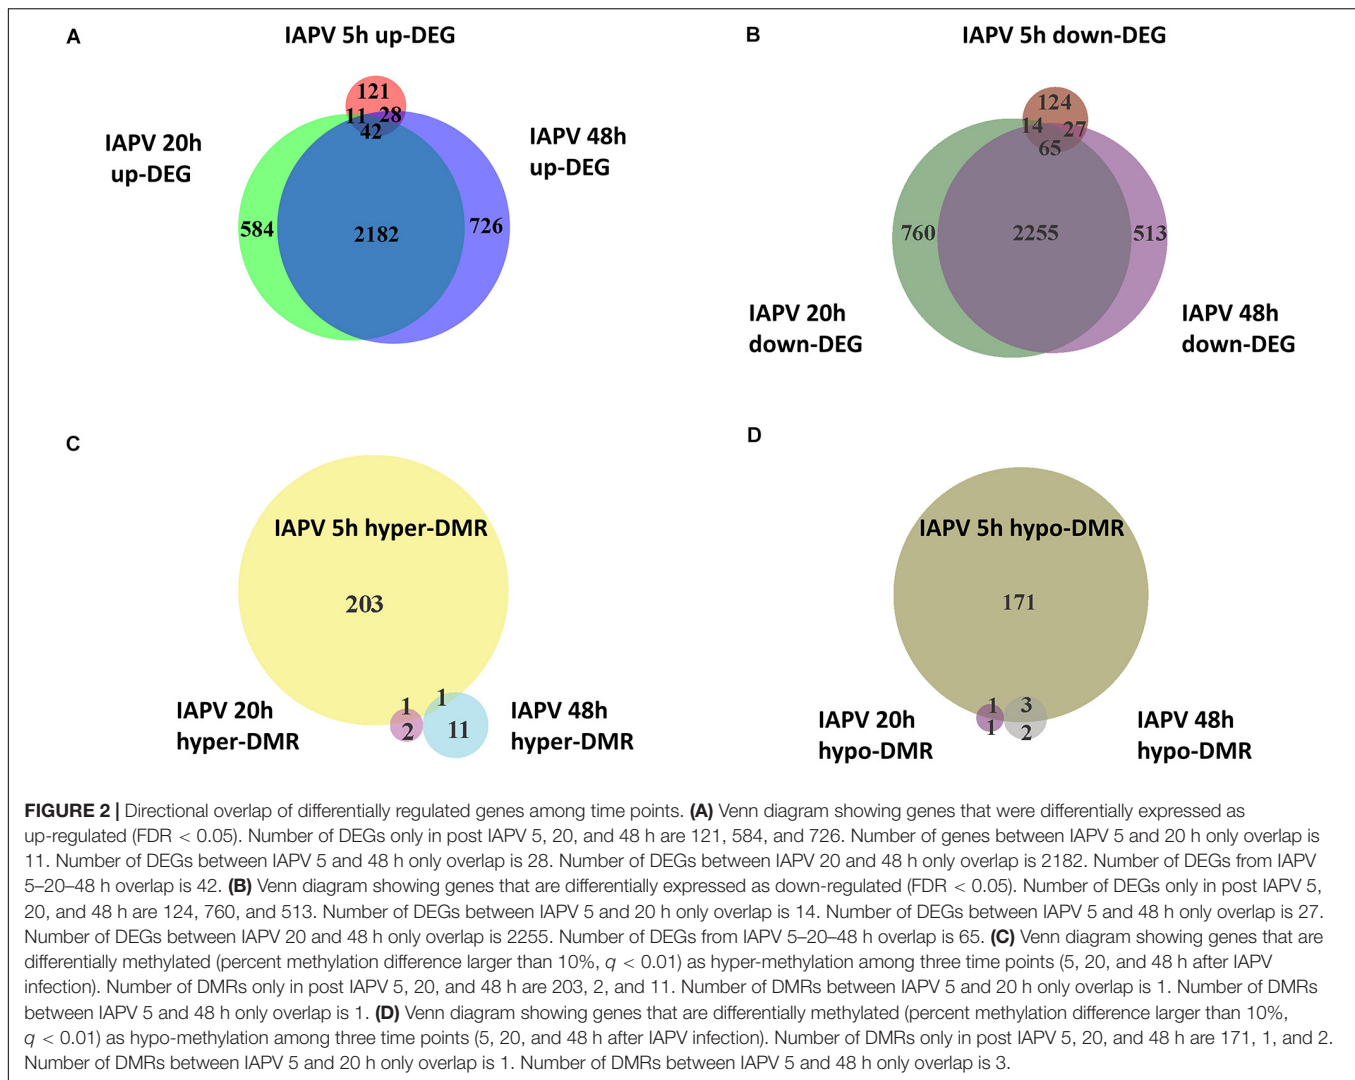 A
IAPV 5h up-DEG
121
11 28
42
IAPV 20h
up-DEG
IAPV 48h
up-DEG
584
2182
726
B
IAPV 5h down-DEG
124
14 27
65
760
2255
513
IAPV 20h
down-DEG
IAPV 48h
down-DEG
C
IAPV 5h hyper-DMR
203
IAPV 20h
hyper-DMR
1
2
1
11
IAPV 48h
hyper-DMR
D
IAPV 5h hypo-DMR
171
IAPV 20h
hypo-DMR
1
1
3
2
IAPV 48h
hypo-DMR
FIGURE 2 | Directional overlap of differentially regulated genes among time points. (A) Venn diagram showing genes that were differentially expressed as
up-regulated (FDR < 0.05). Number of DEGs only in post IAPV 5, 20, and 48 h are 121, 584, and 726. Number of genes between IAPV 5 and 20 h only overlap is
11. Number of DEGs between IAPV 5 and 48 h only overlap is 28. Number of DEGs between IAPV 20 and 48 h only overlap is 2182. Number of DEGs from IAPV
5–20–48 h overlap is 42. (B) Venn diagram showing genes that are differentially expressed as down-regulated (FDR < 0.05). Number of DEGs only in post IAPV 5,
20, and 48 h are 124, 760, and 513. Number of DEGs between IAPV 5 and 20 h only overlap is 14. Number of DEGs between IAPV 5 and 48 h only overlap is 27.
Number of DEGs between IAPV 20 and 48 h only overlap is 2255. Number of DEGs from IAPV 5–20–48 h overlap is 65. (C) Venn diagram showing genes that are
differentially methylated (percent methylation difference larger than 10%, q < 0.01) as hyper-methylation among three time points (5, 20, and 48 h after IAPV
infection). Number of DMRs only in post IAPV 5, 20, and 48 h are 203, 2, and 11. Number of DMRs between IAPV 5 and 20 h only overlap is 1. Number of DMRs
between IAPV 5 and 48 h only overlap is 1. (D) Venn diagram showing genes that are differentially methylated (percent methylation difference larger than 10%,
q < 0.01) as hypo-methylation among three time points (5, 20, and 48 h after IAPV infection). Number of DMRs only in post IAPV 5, 20, and 48 h are 171, 1, and 2.
Number of DMRs between IAPV 5 and 20 h only overlap is 1. Number of DMRs between IAPV 5 and 48 h only overlap is 3.